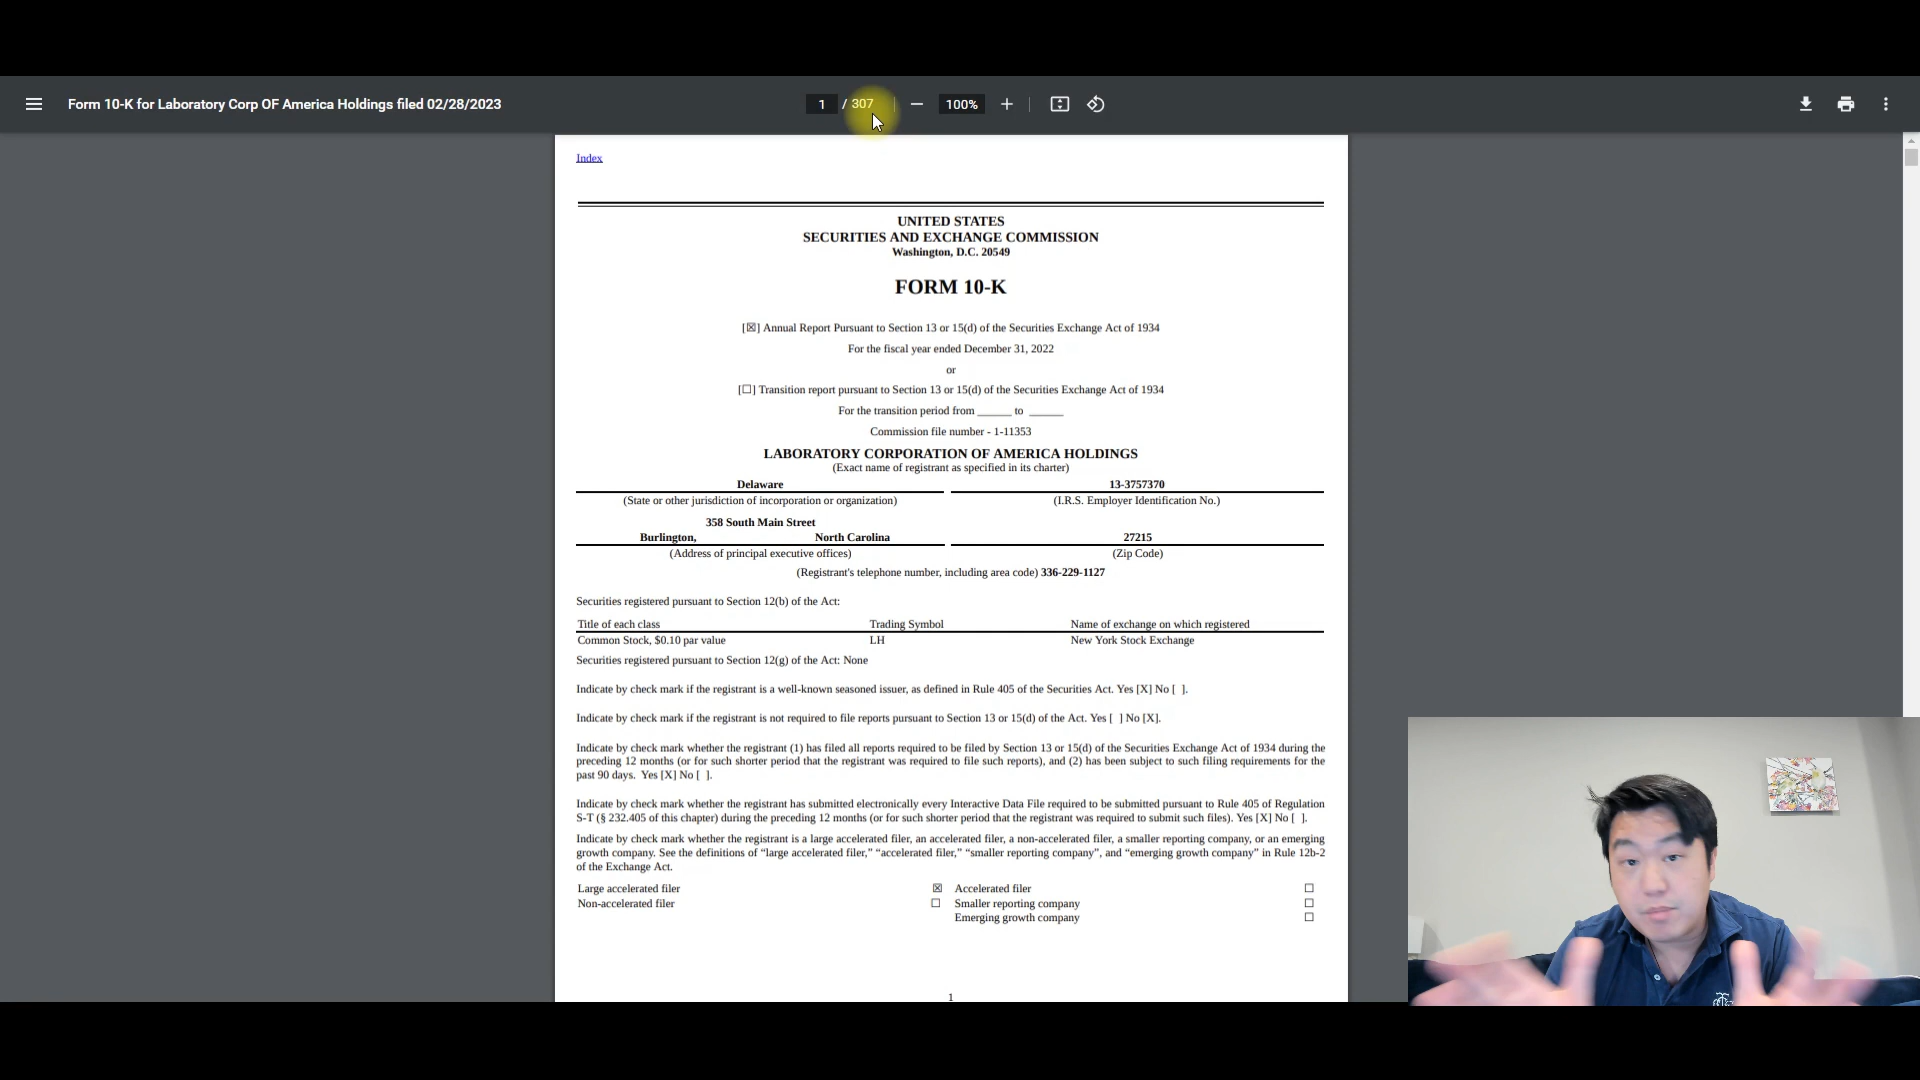 Form 10-K for Laboratory Corp OF America Holdings filed 02/28/2023
1 / 307
100%
Index
UNITED STATES
SECURITIES AND EXCHANGE COMMISSION
Washington, D.C. 20549
FORM 10-K
[☒] Annual Report Pursuant to Section 13 or 15(d) of the Securities Exchange Act of 1934
For the fiscal year ended December 31, 2022
or
[☐] Transition report pursuant to Section 13 or 15(d) of the Securities Exchange Act of 1934
For the transition period from ______ to ______
Commission file number - 1-11353
LABORATORY CORPORATION OF AMERICA HOLDINGS
(Exact name of registrant as specified in its charter)
Delaware 13-3757370
(State or other jurisdiction of incorporation or organization) (I.R.S. Employer Identification No.)
358 South Main Street
Burlington, North Carolina 27215
(Address of principal executive offices) (Zip Code)
(Registrant's telephone number, including area code) 336-229-1127
Securities registered pursuant to Section 12(b) of the Act:
Title of each class Trading Symbol Name of exchange on which registered
Common Stock, $0.10 par value LH New York Stock Exchange
Securities registered pursuant to Section 12(g) of the Act: None
Indicate by check mark if the registrant is a well-known seasoned issuer, as defined in Rule 405 of the Securities Act. Yes [X] No [ ].
Indicate by check mark if the registrant is not required to file reports pursuant to Section 13 or 15(d) of the Act. Yes [ ] No [X].
Indicate by check mark whether the registrant (1) has filed all reports required to be filed by Section 13 or 15(d) of the Securities Exchange Act of 1934 during the
preceding 12 months (or for such shorter period that the registrant was required to file such reports), and (2) has been subject to such filing requirements for the
past 90 days. Yes [X] No [ ].
Indicate by check mark whether the registrant has submitted electronically every Interactive Data File required to be submitted pursuant to Rule 405 of Regulation
S-T (§ 232.405 of this chapter) during the preceding 12 months (or for such shorter period that the registrant was required to submit such files). Yes [X] No [ ].
Indicate by check mark whether the registrant is a large accelerated filer, an accelerated filer, a non-accelerated filer, a smaller reporting company, or an emerging
growth company. See the definitions of “large accelerated filer,” “accelerated filer,” “smaller reporting company”, and “emerging growth company” in Rule 12b-2
of the Exchange Act.
Large accelerated filer ☒ Accelerated filer ☐
Non-accelerated filer ☐ Smaller reporting company ☐
Emerging growth company ☐
1